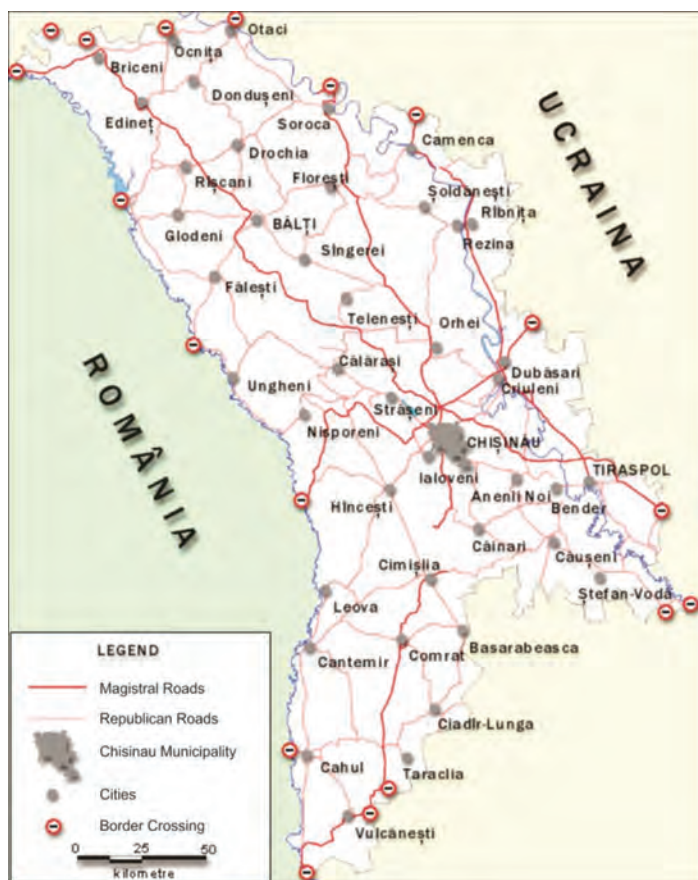 Otaci
Ocnița
Briceni
Dondușeni
Edineț
Soroca
Camenca
UCRAINA
Drochia
Rîșcani
Florești
Șoldanești
Rîbnița
Glodeni
BĂLȚI
Rezina
Sîngerei
Fălești
Telenești
Orhei
ROMÂNIA
Călărași
Dubăsari
Ungheni
Criuleni
Strășeni
Nisporeni
CHIȘINAU
Ialoveni
TIRASPOL
Hîncești
Anenii Noi
Bender
Căinari
Căușeni
Cimișlia
Ștefan-Vodă
Leova
LEGEND
Basarabeasca
Cantemir
Comrat
Magistral Roads
Republican Roads
Ciadîr-Lunga
Chisinau Municipality
Cahul
Taraclia
Cities
Border Crossing
Vulcănești
0 25 50
kilometre